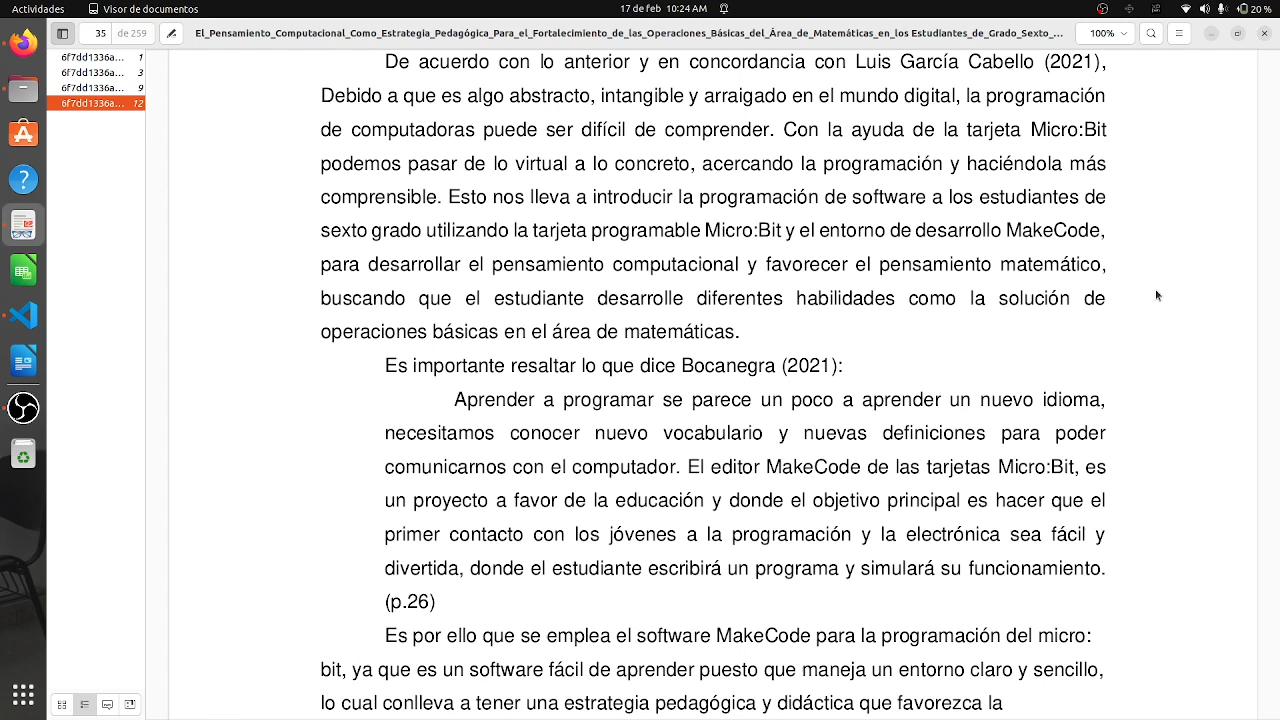 Actividades
Visor de documentos
17 de feb 10:24 AM
20 %
35
de 259
El_Pensamiento_Computacional_Como_Estrategia_Pedagógica_Para_el_Fortalecimiento_de_las_Operaciones_Básicas_del_Área_de_Matemáticas_en_los_Estudiantes_de_Grado_Sexto_...
100%
6f7dd1336a... 1
6f7dd1336a... 3
6f7dd1336a... 9
6f7dd1336a... 12
De acuerdo con lo anterior y en concordancia con Luis García Cabello (2021),
Debido a que es algo abstracto, intangible y arraigado en el mundo digital, la programación
de computadoras puede ser difícil de comprender. Con la ayuda de la tarjeta Micro:Bit
podemos pasar de lo virtual a lo concreto, acercando la programación y haciéndola más
comprensible. Esto nos lleva a introducir la programación de software a los estudiantes de
sexto grado utilizando la tarjeta programable Micro:Bit y el entorno de desarrollo MakeCode,
para desarrollar el pensamiento computacional y favorecer el pensamiento matemático,
buscando que el estudiante desarrolle diferentes habilidades como la solución de
operaciones básicas en el área de matemáticas.
Es importante resaltar lo que dice Bocanegra (2021):
Aprender a programar se parece un poco a aprender un nuevo idioma,
necesitamos conocer nuevo vocabulario y nuevas definiciones para poder
comunicarnos con el computador. El editor MakeCode de las tarjetas Micro:Bit, es
un proyecto a favor de la educación y donde el objetivo principal es hacer que el
primer contacto con los jóvenes a la programación y la electrónica sea fácil y
divertida, donde el estudiante escribirá un programa y simulará su funcionamiento.
(p.26)
Es por ello que se emplea el software MakeCode para la programación del micro:
bit, ya que es un software fácil de aprender puesto que maneja un entorno claro y sencillo,
lo cual conlleva a tener una estrategia pedagógica y didáctica que favorezca la